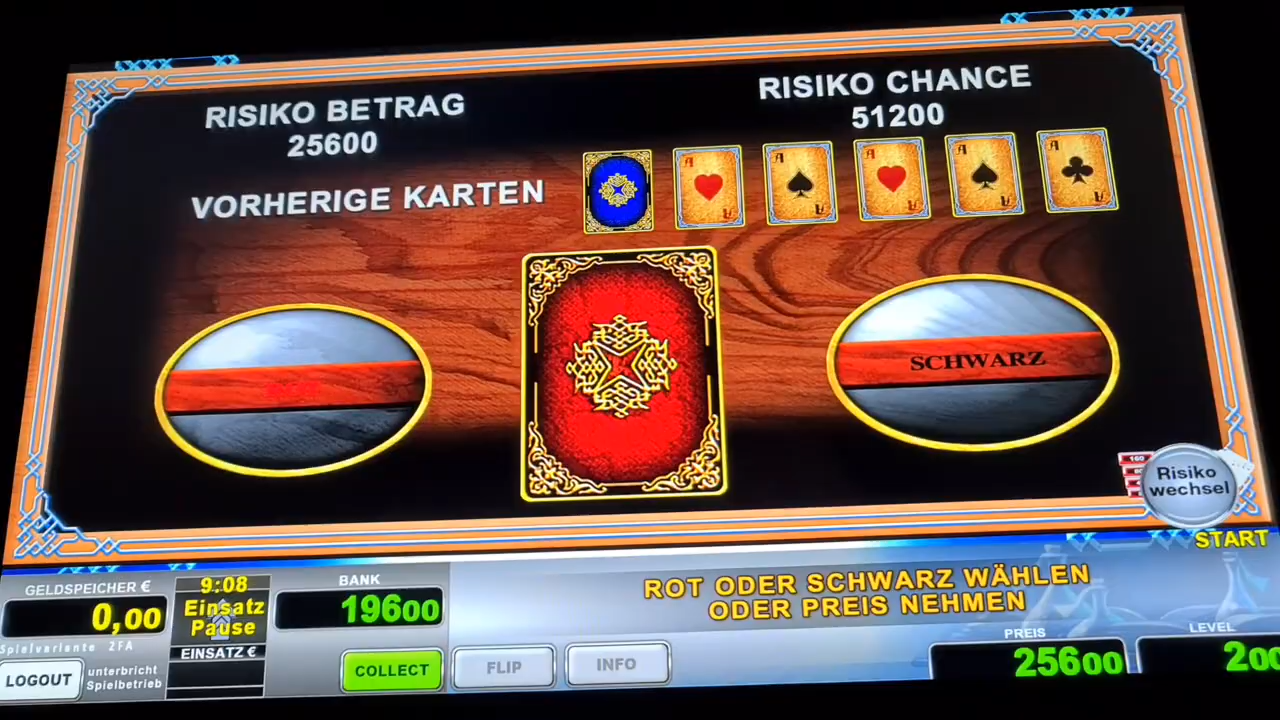 RISIKO BETRAG
25600
RISIKO CHANCE
51200
VORHERIGE KARTEN
A
A
A
A
A
A
A
A
A
A
SCHWARZ
Risiko
wechsel
START
GELDSPEICHER €
0,00
Spielvariante ZFA
LOGOUT
unterbricht
Spielbetrieb
9:08
Einsatz
Pause
EINSATZ €
BANK
19600
COLLECT
FLIP
INFO
ROT ODER SCHWARZ WÄHLEN
ODER PREIS NEHMEN
PREIS
25600
LEVEL
200